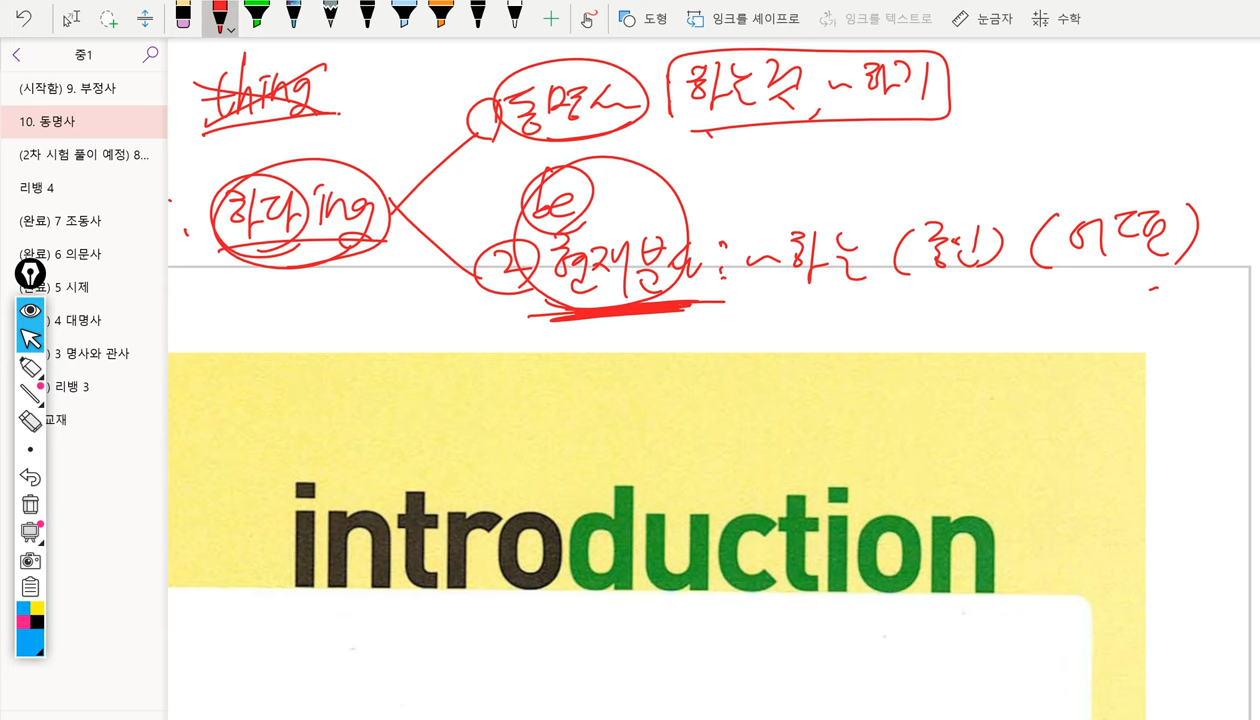 도형 잉크를 셰이프로 잉크를 텍스트로 눈금자 수학
중1
(시작함) 9. 부정사
10. 동명사
(2차 시험 풀이 예정) 8...
리뱅 4
(완료) 7 조동사
(완료) 6 의문사
) 5 시제
) 4 대명사
) 3 명사와 관사
) 리뱅 3
교재
thing
① 동명사 하는 것, ~하기
하다 ing
be
② 현재분사 : ~하는 (중인) (어떤)
introduction